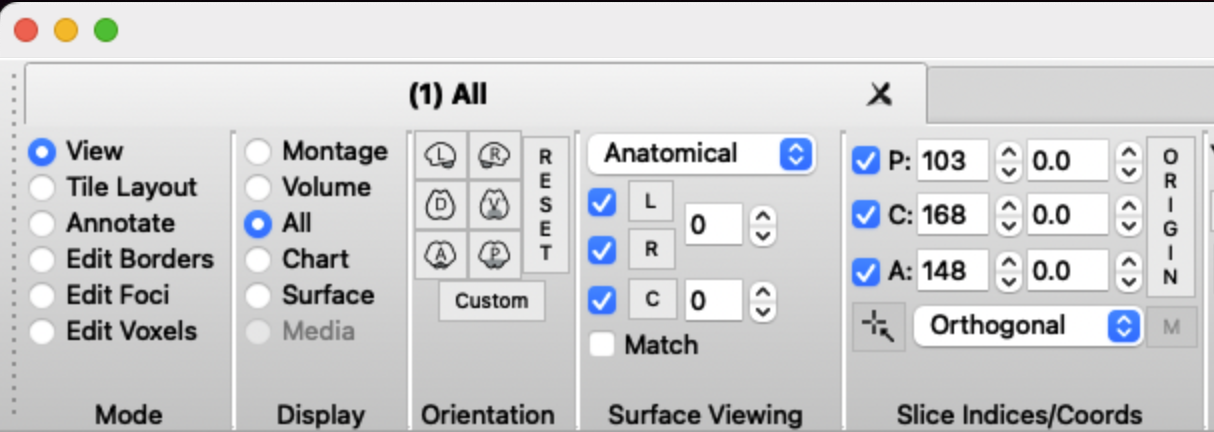 (1) All
View
Tile Layout
Annotate
Edit Borders
Edit Foci
Edit Voxels
Mode
Montage
Volume
All
Chart
Surface
Media
Display
L R
D V
A P
RESET
Custom
Orientation
Anatomical
L
R
0
C 0
Match
Surface Viewing
P: 103 0.0
C: 168 0.0
A: 148 0.0
ORIGIN
Orthogonal M
Slice Indices/Coords